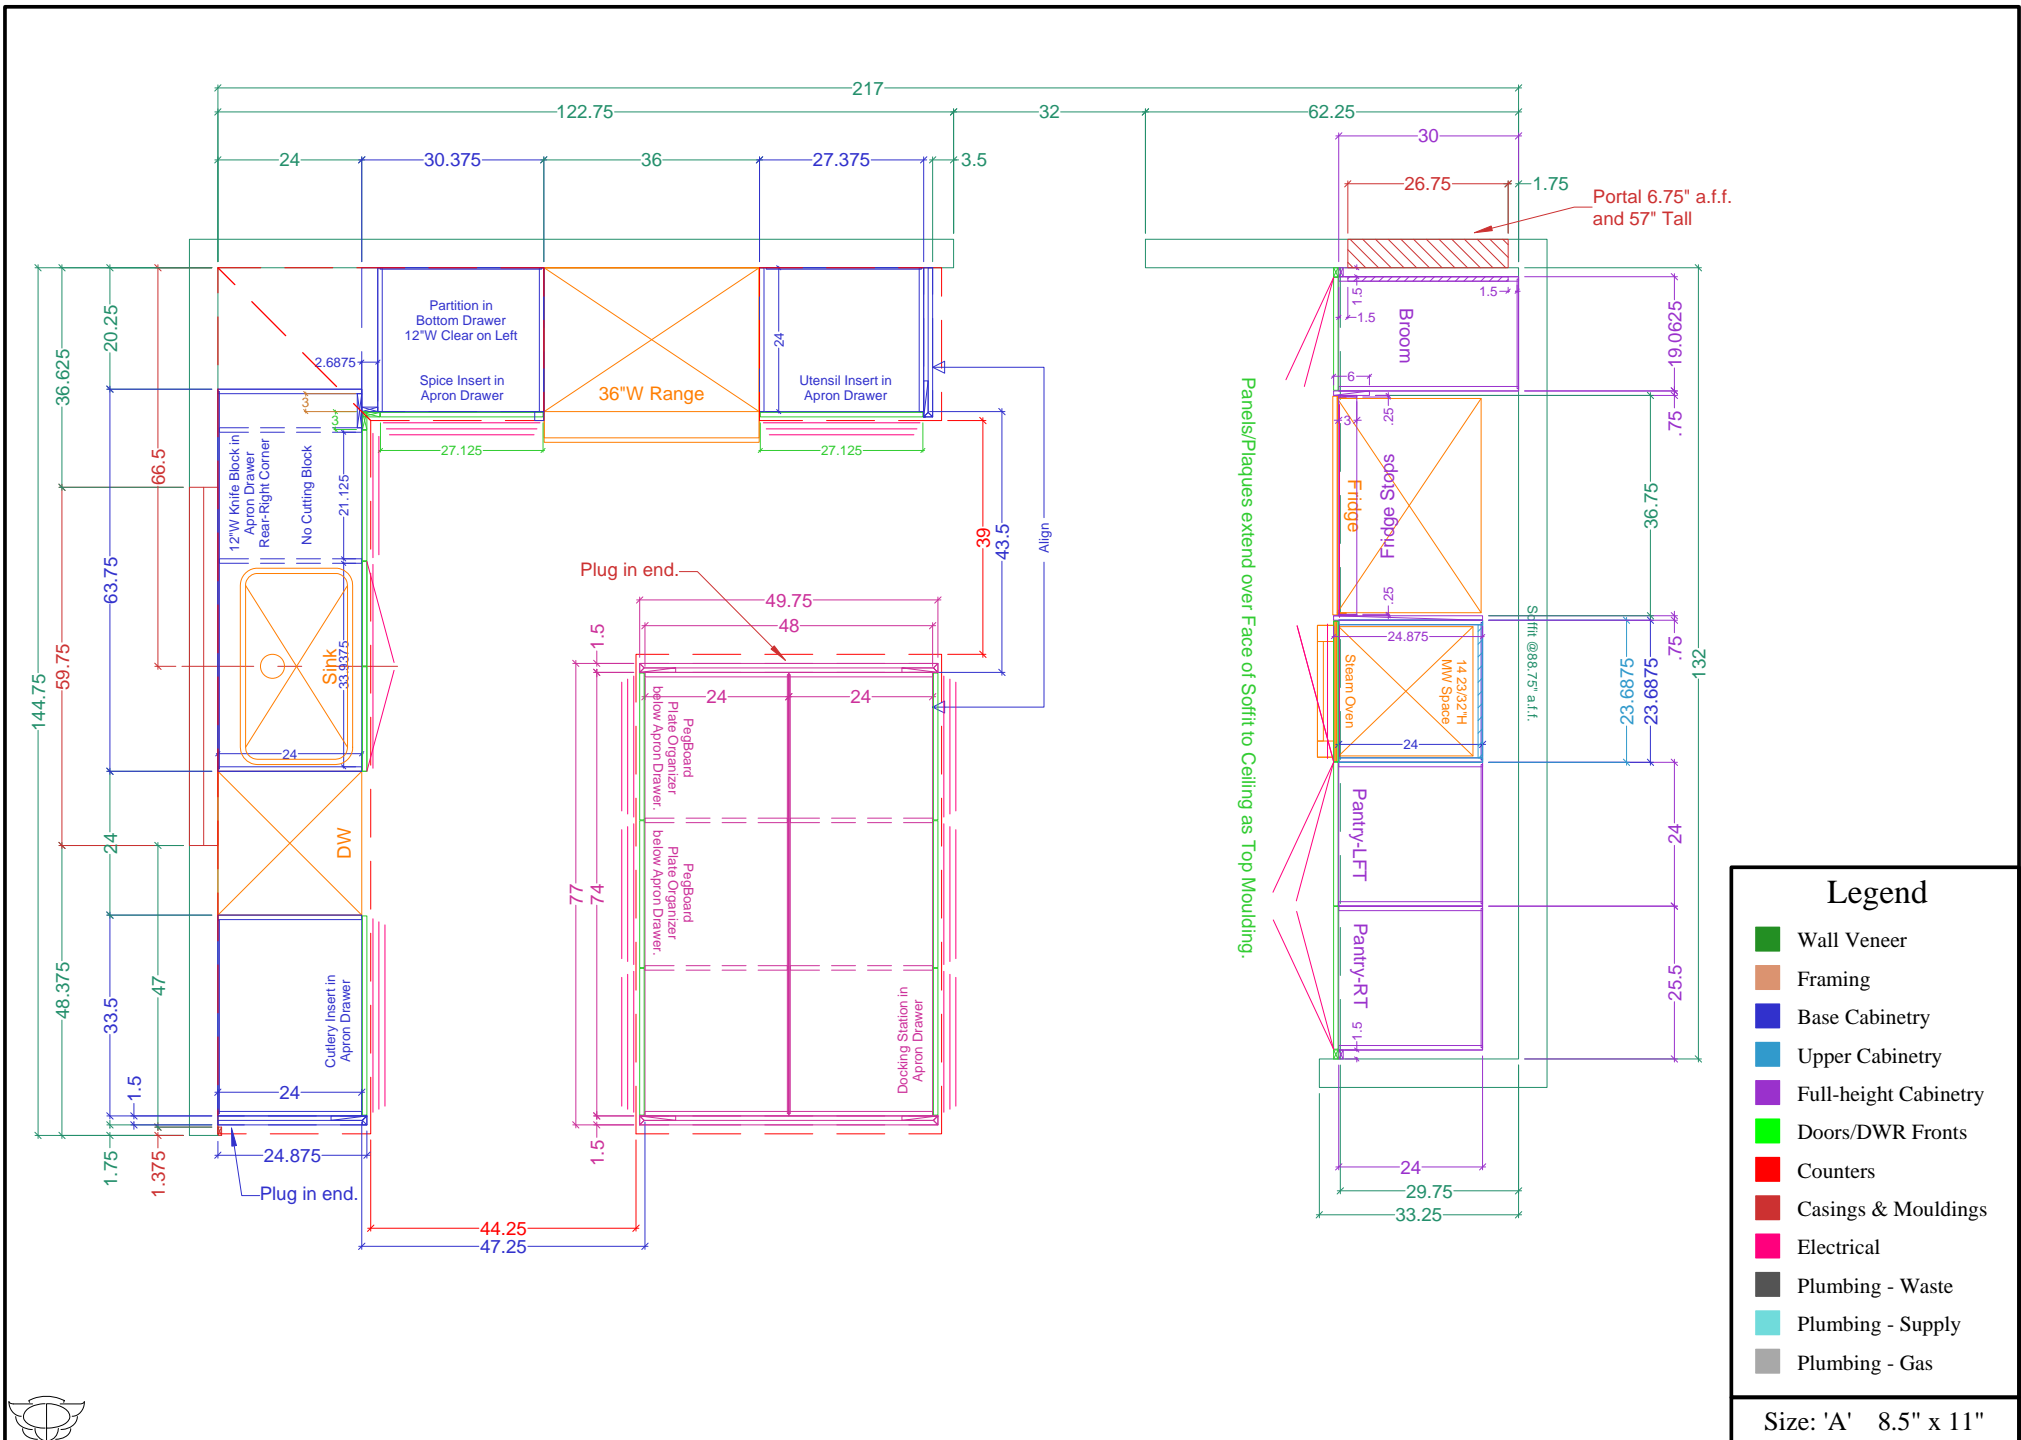 217
122.75
32
62.25
30
24
30.375
36
27.375
3.5
26.75
1.75
Portal 6.75" a.f.f.
and 57" Tall
144.75
36.625
59.75
48.375
20.25
63.75
24
33.5
1.75
66.5
47
1.5
1.375
Partition in
Bottom Drawer
12"W Clear on Left
Spice Insert in
Apron Drawer
2.6875
36"W Range
24
Utensil Insert in
Apron Drawer
27.125
27.125
3
3
12"W Knife Block in
Apron Drawer
Rear-Right Corner
No Cutting Block
21.125
Sink
33.9375
24
DW
Cutlery Insert in
Apron Drawer
24
24.875
Plug in end.
44.25
47.25
39
43.5
Align
Plug in end.
49.75
48
1.5
24
24
77
74
1.5
PegBoard
Plate Organizer
below Apron Drawer.
PegBoard
Plate Organizer
below Apron Drawer.
Docking Station in
Apron Drawer
Panels/Plaques extend over Face of Soffit to Ceiling as Top Moulding.
1.5
1.5
1.5
Broom
6
3
.25
Fridge
Fridge Stops
.25
24.875
Steam Oven
14 23/32"H
MW Space
24
Pantry-LFT
Pantry-RT
1.5
Soffit @88.75" a.f.f.
19.0625
.75
36.75
.75
23.6875
23.6875
132
24
25.5
24
29.75
33.25
Legend
Wall Veneer
Framing
Base Cabinetry
Upper Cabinetry
Full-height Cabinetry
Doors/DWR Fronts
Counters
Casings & Mouldings
Electrical
Plumbing - Waste
Plumbing - Supply
Plumbing - Gas
Size: 'A' 8.5" x 11"